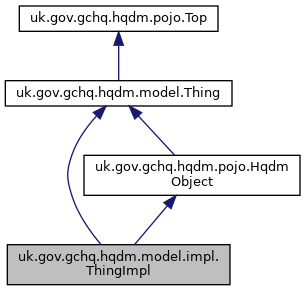 uk.gov.gchq.hqdm.pojo.Top
uk.gov.gchq.hqdm.model.Thing
uk.gov.gchq.hqdm.pojo.Hqdm
Object
uk.gov.gchq.hqdm.model.impl.
ThingImpl